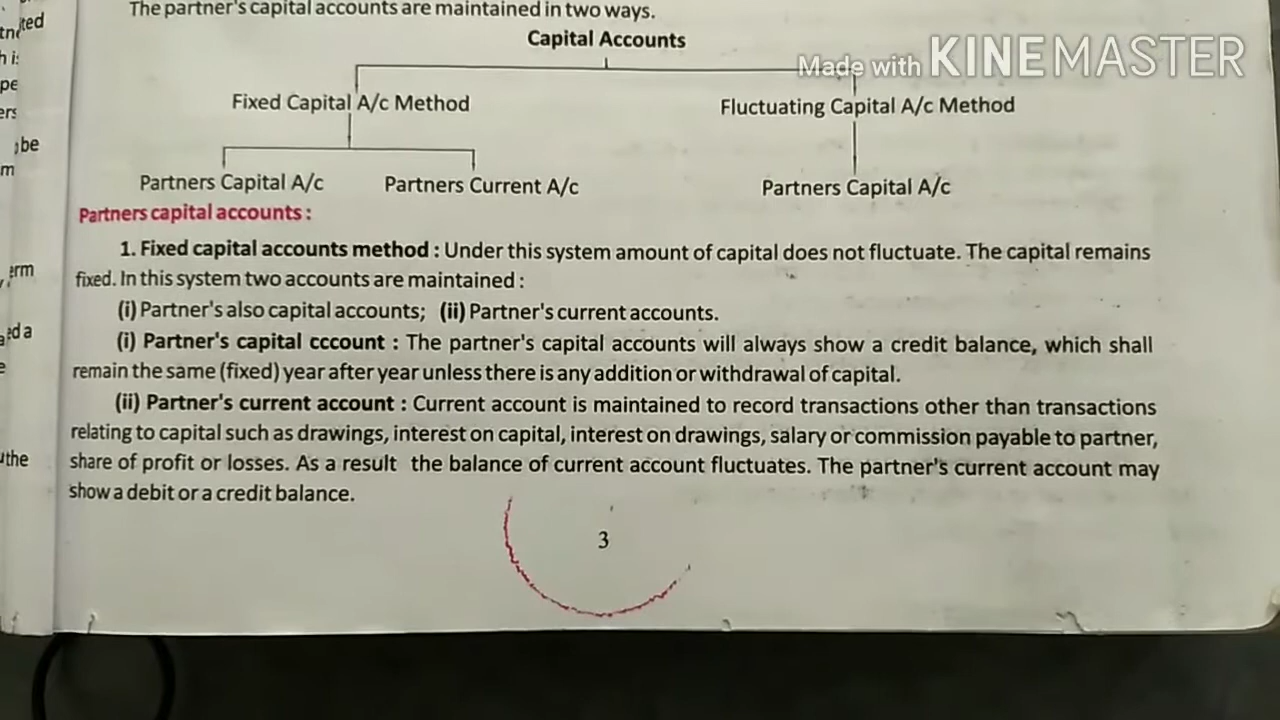 The partner's capital accounts are maintained in two ways.
Capital Accounts
Made with KINEMASTER
Fixed Capital A/c Method
Fluctuating Capital A/c Method
Partners Capital A/c
Partners Current A/c
Partners Capital A/c
Partners capital accounts :
1. Fixed capital accounts method : Under this system amount of capital does not fluctuate. The capital remains
fixed. In this system two accounts are maintained :
(i) Partner's also capital accounts; (ii) Partner's current accounts.
(i) Partner's capital cccount : The partner's capital accounts will always show a credit balance, which shall
remain the same (fixed) year after year unless there is any addition or withdrawal of capital.
(ii) Partner's current account : Current account is maintained to record transactions other than transactions
relating to capital such as drawings, interest on capital, interest on drawings, salary or commission payable to partner,
share of profit or losses. As a result the balance of current account fluctuates. The partner's current account may
show a debit or a credit balance.
3